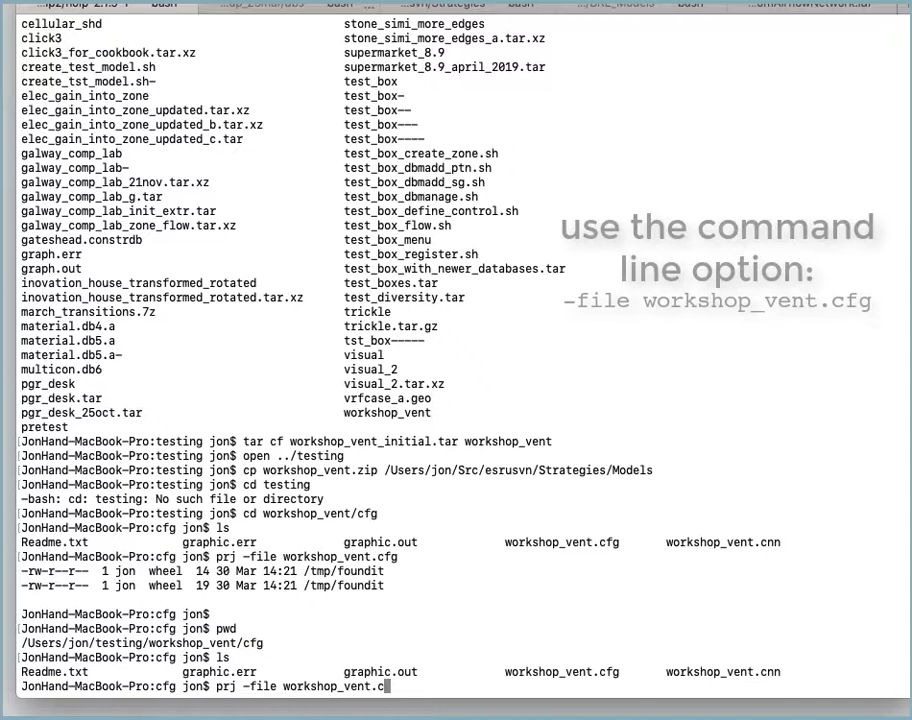 cellular_shd stone_simi_more_edges
click3 stone_simi_more_edges_a.tar.xz
click3_for_cookbook.tar.xz supermarket_8.9
create_test_model.sh supermarket_8.9_april_2019.tar
create_tst_model.sh~ test_box
elec_gain_into_zone test_box-
elec_gain_into_zone_updated.tar.xz test_box--
elec_gain_into_zone_updated_b.tar.xz test_box---
elec_gain_into_zone_updated_c.tar test_box----
galway_comp_lab test_box_create_zone.sh
galway_comp_lab- test_box_dbmadd_ptn.sh
galway_comp_lab_21nov.tar.xz test_box_dbmadd_sg.sh
galway_comp_lab_g.tar test_box_dbmanage.sh
galway_comp_lab_init_extr.tar test_box_define_control.sh
galway_comp_lab_zone_flow.tar.xz test_box_flow.sh
gateshead.constrdb test_box_menu
graph.err test_box_register.sh
graph.out test_box_with_newer_databases.tar
inovation_house_transformed_rotated test_boxes.tar
inovation_house_transformed_rotated.tar.xz test_diversity.tar
march_transitions.7z trickle
material.db4.a trickle.tar.gz
material.db5.a tst_box-----
material.db5.a~ visual
multicon.db6 visual_2
pgr_desk visual_2.tar.xz
pgr_desk.tar vrfcase_a.geo
pgr_desk_25oct.tar workshop_vent
pretest
use the command
line option:
-file workshop_vent.cfg
[JonHand-MacBook-Pro:testing jon$ tar cf workshop_vent_initial.tar workshop_vent
[JonHand-MacBook-Pro:testing jon$ open ../testing
[JonHand-MacBook-Pro:testing jon$ cp workshop_vent.zip /Users/jon/Src/esrusvn/Strategies/Models
[JonHand-MacBook-Pro:testing jon$ cd testing
-bash: cd: testing: No such file or directory
[JonHand-MacBook-Pro:testing jon$ cd workshop_vent/cfg
[JonHand-MacBook-Pro:cfg jon$ ls
Readme.txt graphic.err graphic.out workshop_vent.cfg workshop_vent.cnn
[JonHand-MacBook-Pro:cfg jon$ prj -file workshop_vent.cfg
-rw-r--r-- 1 jon wheel 14 30 Mar 14:21 /tmp/foundit
-rw-r--r-- 1 jon wheel 19 30 Mar 14:21 /tmp/foundit
[JonHand-MacBook-Pro:cfg jon$
[JonHand-MacBook-Pro:cfg jon$ pwd
/Users/jon/testing/workshop_vent/cfg
[JonHand-MacBook-Pro:cfg jon$ ls
Readme.txt graphic.err graphic.out workshop_vent.cfg workshop_vent.cnn
JonHand-MacBook-Pro:cfg jon$ prj -file workshop_vent.c